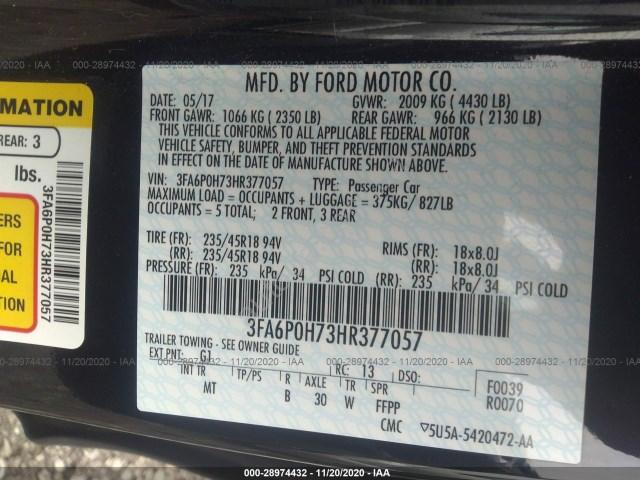 000-28974432 - 11/20/2020 - IAA
RMATION
REAR: 3
lbs.
3FA6P0H73HR377057
ERS
FOR
AL
TION
MFD. BY FORD MOTOR CO.
DATE: 05/17 GVWR: 2009 KG ( 4430 LB)
FRONT GAWR: 1066 KG ( 2350 LB) REAR GAWR: 966 KG ( 2130 LB)
THIS VEHICLE CONFORMS TO ALL APPLICABLE FEDERAL MOTOR
VEHICLE SAFETY, BUMPER, AND THEFT PREVENTION STANDARDS
IN EFFECT ON THE DATE OF MANUFACTURE SHOWN ABOVE.
VIN: 3FA6P0H73HR377057 TYPE: Passenger Car
MAXIMUM LOAD = OCCUPANTS + LUGGAGE = 375KG/ 827LB
OCCUPANTS = 5 TOTAL; 2 FRONT, 3 REAR
TIRE (FR): 235/45R18 94V RIMS (FR): 18x8.0J
(RR): 235/45R18 94V (RR): 18x8.0J
PRESSURE (FR): 235 kPa/ 34 PSI COLD (RR): 235 kPa/ 34 PSI COLD
3FA6P0H73HR377057
TRAILER TOWING - SEE OWNER GUIDE
EXT PNT: G1 RC: 13 DSO:
INT TR TP/PS R AXLE TR SPR F0039
MT B 30 W FFPP R0070
CMC ▽5U5A-5420472-AA
000-28974432 - 11/20/2020 - IAA